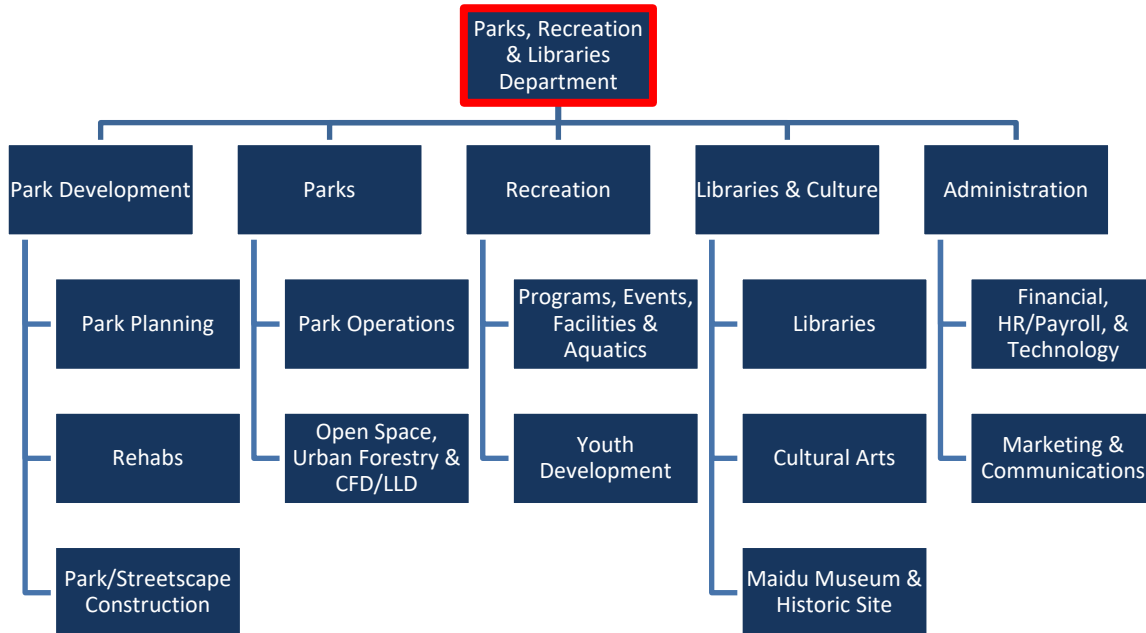 Parks, Recreation
& Libraries
Department
Park Development
Parks
Recreation
Libraries & Culture
Administration
Park Planning
Park Operations
Programs, Events,
Facilities &
Aquatics
Libraries
Financial,
HR/Payroll, &
Technology
Rehabs
Open Space,
Urban Forestry &
CFD/LLD
Youth
Development
Cultural Arts
Marketing &
Communications
Park/Streetscape
Construction
Maidu Museum &
Historic Site